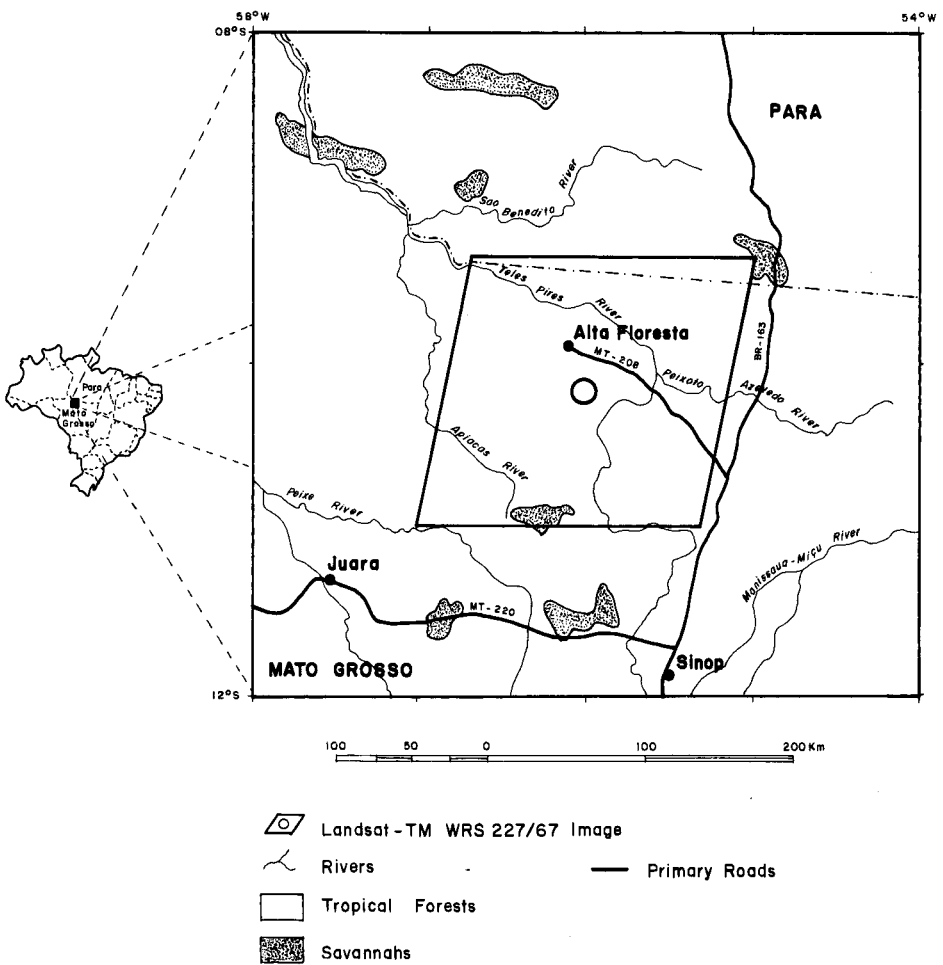 58°W
54°W
08°S
PARA
Sao Benedito River
Teles Pires River
Alta Floresta
MT-208
BR-163
Peixoto Azevedo River
Para
Mato Grosso
Apiacas River
Peixe River
Manissaua-Miçu River
Juara
MT-220
MATO GROSSO
Sinop
12°S
100 50 0 100 200 Km
Landsat-TM WRS 227/67 Image
Rivers
Primary Roads
Tropical Forests
Savannahs